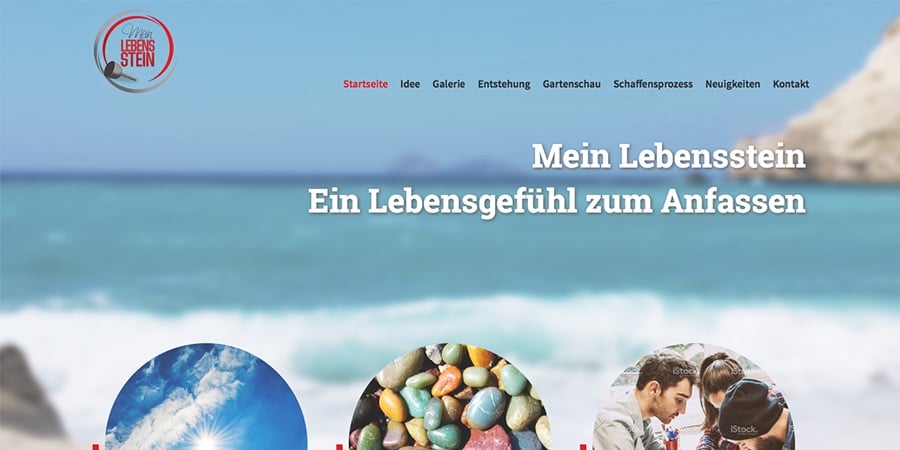 Mein
LEBENS
STEIN
Startseite Idee Galerie Entstehung Gartenschau Schaffensprozess Neuigkeiten Kontakt
Mein Lebensstein
Ein Lebensgefühl zum Anfassen
iStock.
iStock.
iStock.